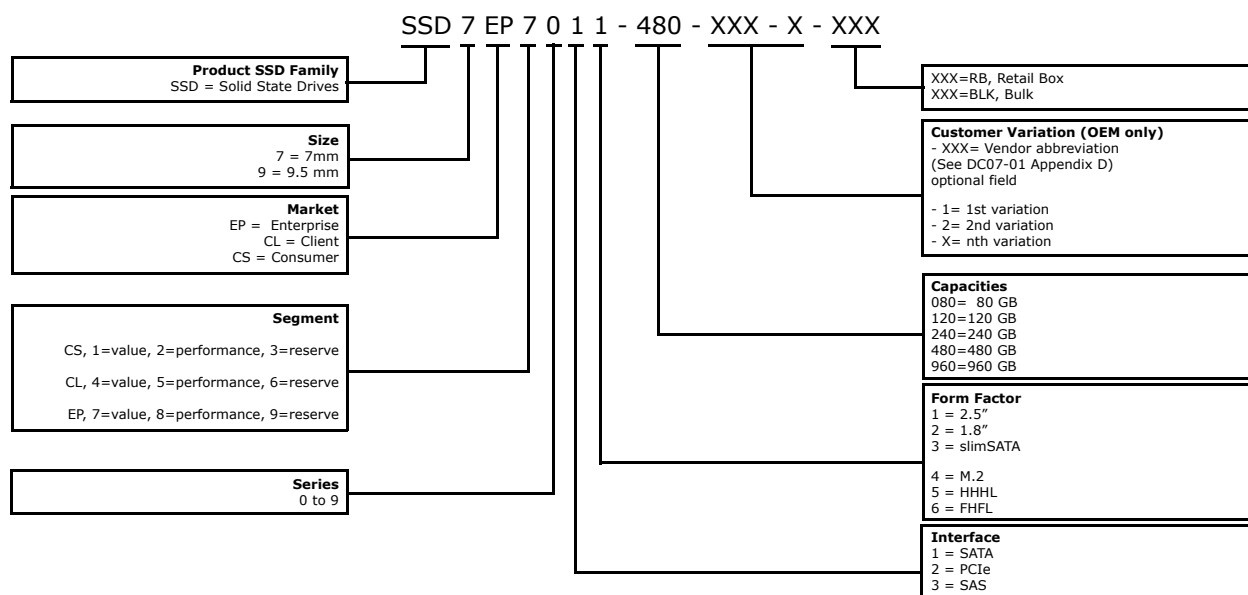 SSD 7 EP 7 0 1 1 - 480 - XXX - X - XXX
Product SSD Family
SSD = Solid State Drives
Size
7 = 7mm
9 = 9.5 mm
Market
EP = Enterprise
CL = Client
CS = Consumer
Segment
CS, 1=value, 2=performance, 3=reserve
CL, 4=value, 5=performance, 6=reserve
EP, 7=value, 8=performance, 9=reserve
Series
0 to 9
XXX=RB, Retail Box
XXX=BLK, Bulk
Customer Variation (OEM only)
- XXX= Vendor abbreviation
(See DC07-01 Appendix D)
optional field
- 1= 1st variation
- 2= 2nd variation
- X= nth variation
Capacities
080= 80 GB
120=120 GB
240=240 GB
480=480 GB
960=960 GB
Form Factor
1 = 2.5″
2 = 1.8″
3 = slimSATA
4 = M.2
5 = HHHL
6 = FHFL
Interface
1 = SATA
2 = PCIe
3 = SAS